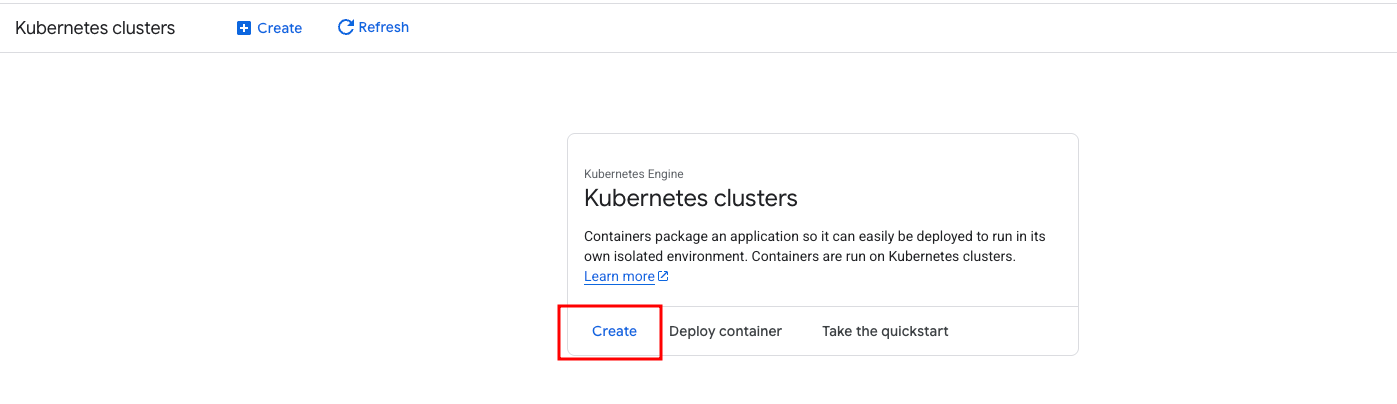 Kubernetes clusters Create Refresh
Kubernetes Engine
Kubernetes clusters
Containers package an application so it can easily be deployed to run in its
own isolated environment. Containers are run on Kubernetes clusters.
Learn more
Create Deploy container Take the quickstart